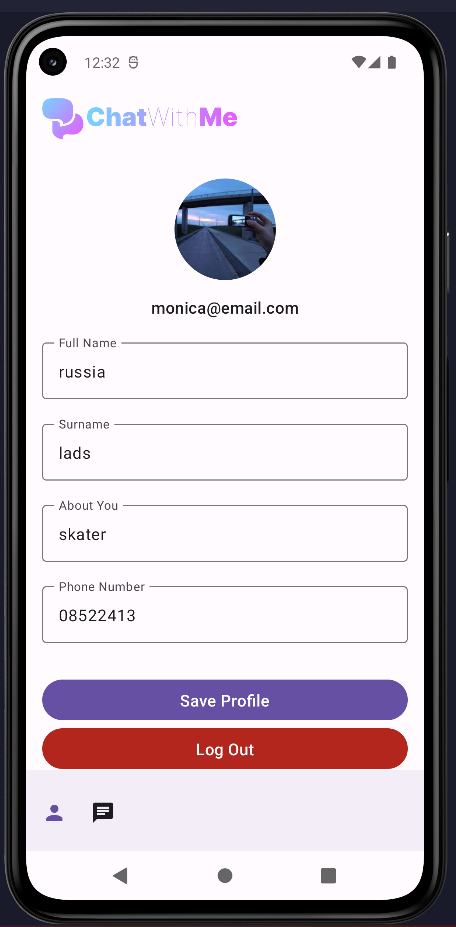 12:32
ChatWithMe
monica@email.com
Full Name
russia
Surname
lads
About You
skater
Phone Number
08522413
Save Profile
Log Out